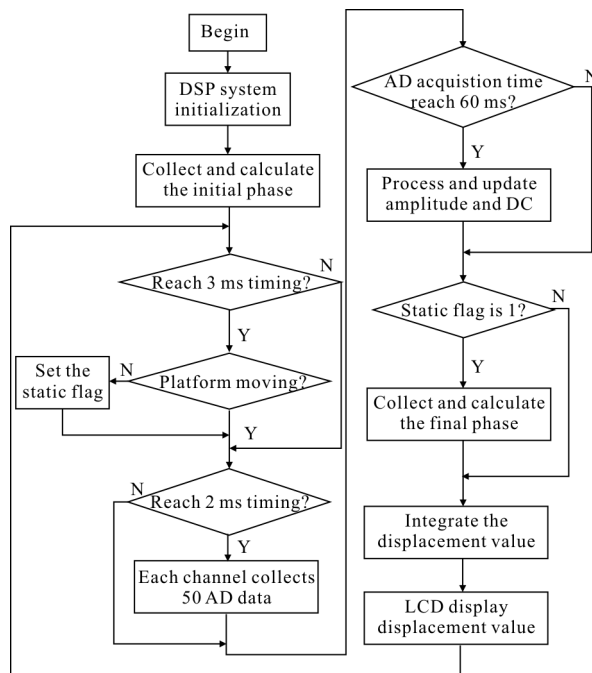 Begin
DSP system
initialization
Collect and calculate
the initial phase
Reach 3 ms timing?
N
Y
Platform moving?
N
Set the
static flag
Y
Reach 2 ms timing?
N
Y
Each channel collects
50 AD data
AD acquistion time
reach 60 ms?
N
Y
Process and update
amplitude and DC
Static flag is 1?
N
Y
Collect and calculate
the final phase
Integrate the
displacement value
LCD display
displacement value